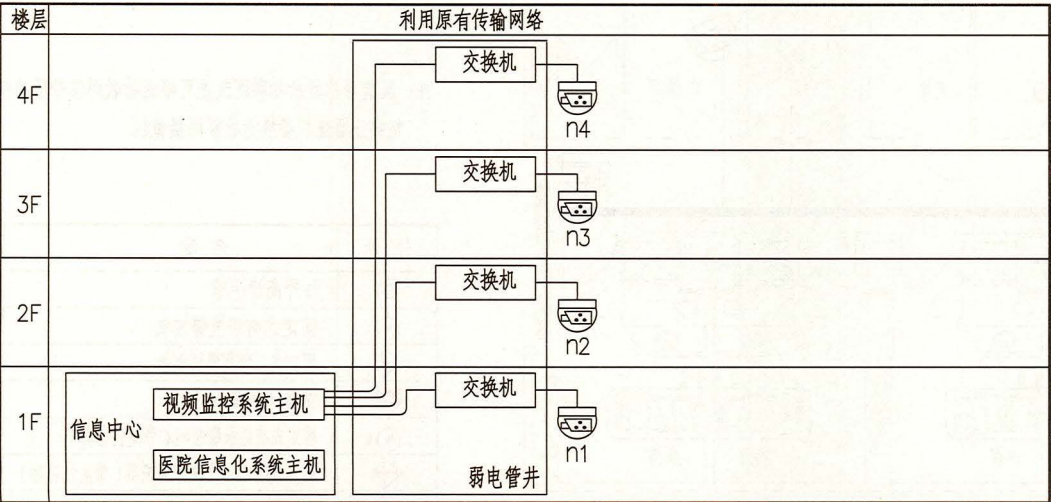 楼层
利用原有传输网络
4F
交换机
n4
3F
交换机
n3
2F
交换机
n2
1F
交换机
n1
信息中心
视频监控系统主机
医院信息化系统主机
弱电管井